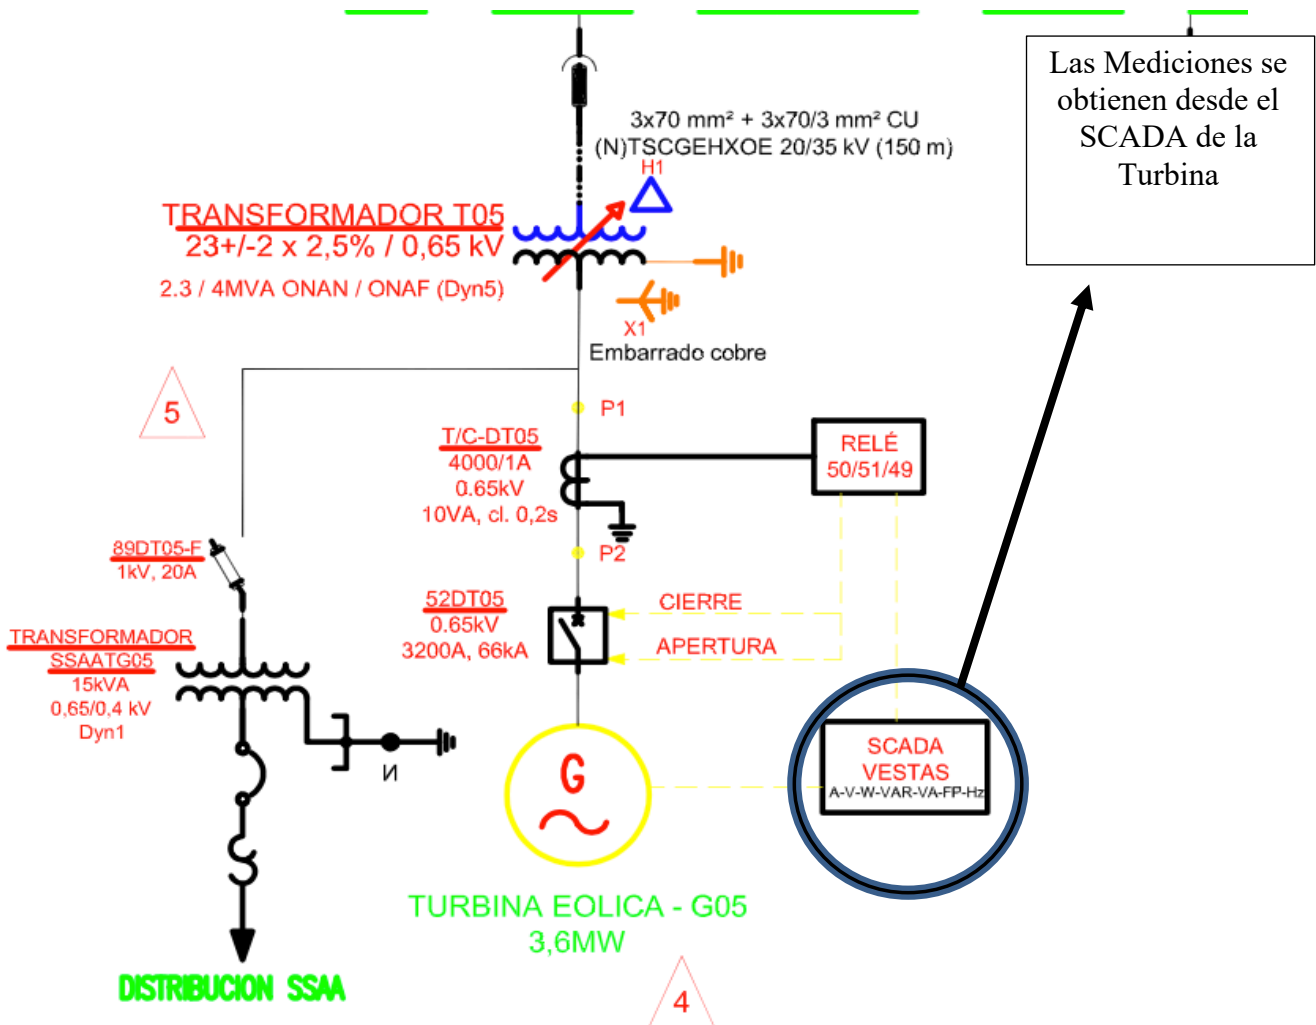 Las Mediciones se
obtienen desde el
SCADA de la
Turbina
3x70 mm² + 3x70/3 mm² CU
(N)TSCGEHXOE 20/35 kV (150 m)
H1
TRANSFORMADOR T05
23+/-2 x 2,5% / 0,65 kV
2.3 / 4MVA ONAN / ONAF (Dyn5)
X1
Embarrado cobre
5
P1
T/C-DT05
4000/1A
0.65kV
10VA, cl. 0,2s
RELÉ
50/51/49
P2
89DT05-F
1kV, 20A
52DT05
0.65kV
3200A, 66kA
CIERRE
APERTURA
TRANSFORMADOR
SSAATG05
15kVA
0,65/0,4 kV
Dyn1
И
G
SCADA
VESTAS
A-V-W-VAR-VA-FP-Hz
TURBINA EOLICA - G05
3,6MW
DISTRIBUCION SSAA
4